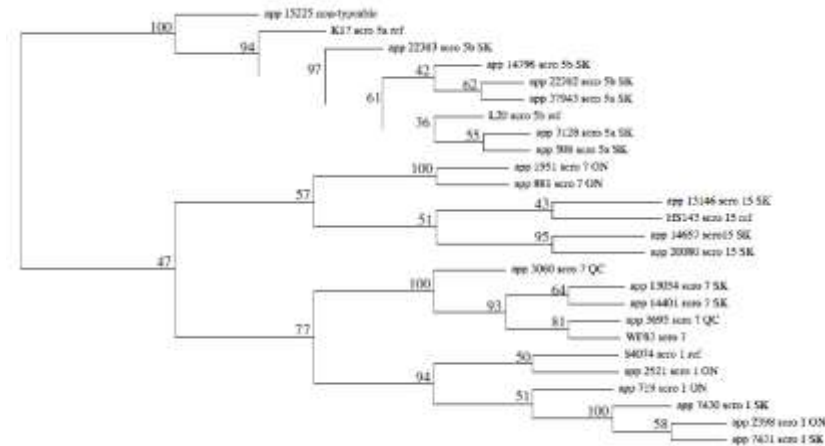 app 15225 non-typeable
100
K17 sero 5a ref
94
app 22363 sero 5b SK
97
app 14796 sero 5b SK
42
app 22362 sero 5b SK
62
app 37943 sero 5a SK
61
L20 sero 5b ref
36
app 7128 sero 5a SK
55
app 506 sero 5a SK
app 1951 sero 7 ON
100
app 881 sero 7 ON
57
app 13146 sero 15 SK
43
HS143 sero 15 ref
51
app 14657 sero15 SK
95
sero 15 SK
47
app 3060 sero 7 QC
100
app 13054 sero 7 SK
64
app 14401 sero 7 SK
93
app 5695 sero 7 QC
81
WF83 sero 7
77
S4074 sero 1 ref
50
app 2521 sero 1 ON
94
app 719 sero 1 ON
51
app 7430 sero 1 SK
100
app 2398 sero 1 ON
58
app 7431 sero 1 SK